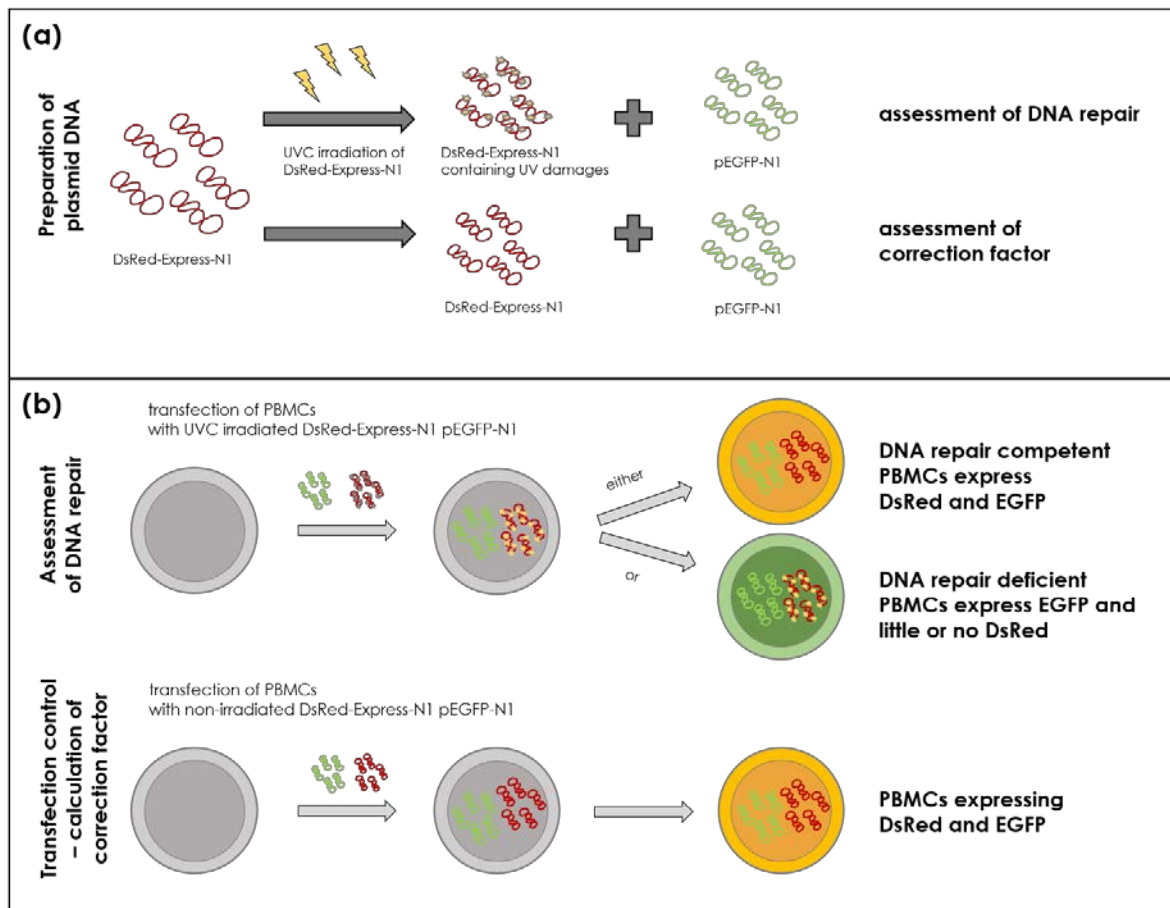 (a)
Preparation of
plasmid DNA
DsRed-Express-N1
UVC irradiation of
DsRed-Express-N1
DsRed-Express-N1
containing UV damages
pEGFP-N1
assessment of DNA repair
DsRed-Express-N1
pEGFP-N1
assessment of
correction factor
(b)
Assessment
of DNA repair
transfection of PBMCs
with UVC irradiated DsRed-Express-N1 pEGFP-N1
either
or
DNA repair competent
PBMCs express
DsRed and EGFP
DNA repair deficient
PBMCs express EGFP and
little or no DsRed
Transfection control
– calculation of
correction factor
transfection of PBMCs
with non-irradiated DsRed-Express-N1 pEGFP-N1
PBMCs expressing
DsRed and EGFP